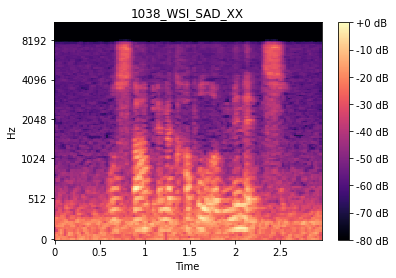 1038_WSI_SAD_XX
8192
4096
2048
1024
512
0
Hz
0
0.5
1
1.5
2
2.5
Time
+0 dB
-10 dB
-20 dB
-30 dB
-40 dB
-50 dB
-60 dB
-70 dB
-80 dB